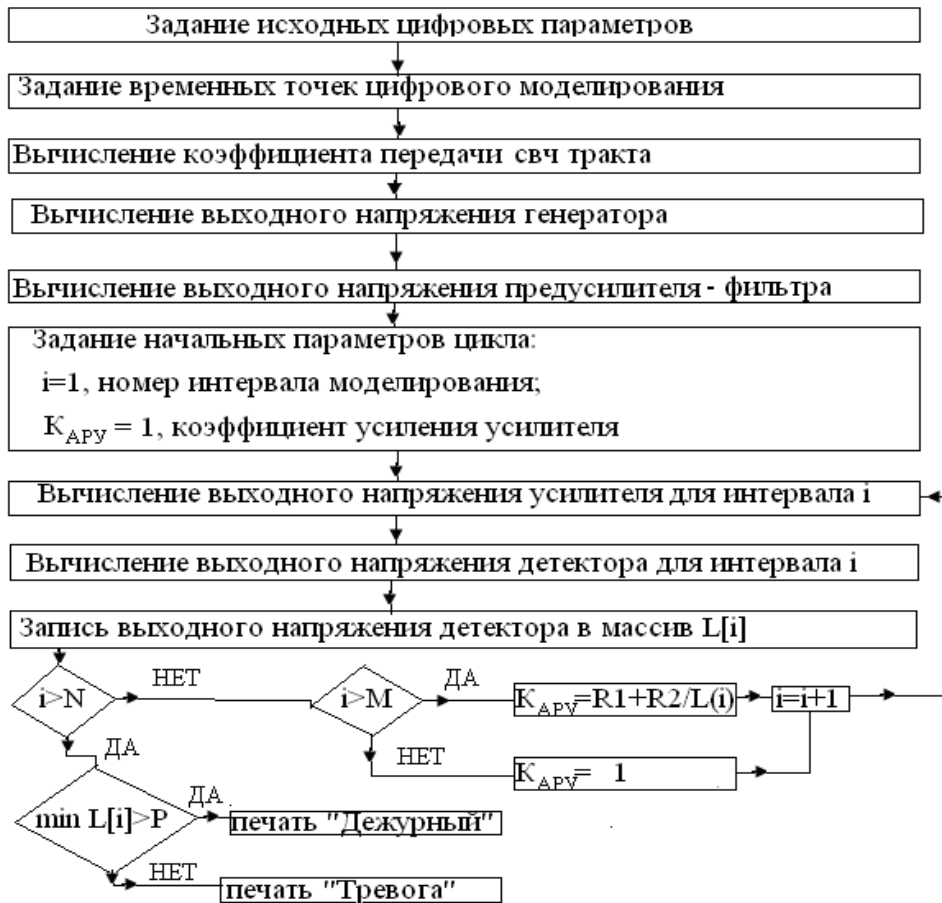 Задание исходных цифровых параметров
Задание временных точек цифрового моделирования
Вычисление коэффициента передачи свч тракта
Вычисление выходного напряжения генератора
Вычисление выходного напряжения предусилителя - фильтра
Задание начальных параметров цикла:
i=1, номер интервала моделирования;
К АРУ = 1, коэффициент усиления усилителя
Вычисление выходного напряжения усилителя для интервала i
Вычисление выходного напряжения детектора для интервала i
Запись выходного напряжения детектора в массив L[i]
i>N
НЕТ
i>M
ДА
К АРУ=R1+R2/L(i)
i=i+1
НЕТ
К АРУ= 1
ДА
min L[i]>P
ДА
печать "Дежурный"
НЕТ
печать "Тревога"